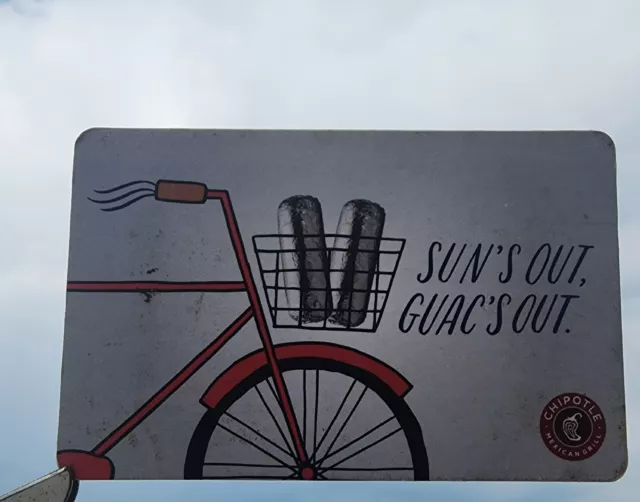 SUN'S OUT,
GUAC'S OUT.
CHIPOTLE
MEXICAN GRILL